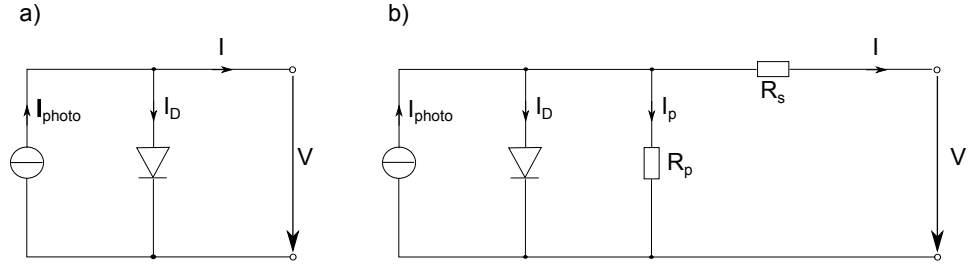 a)
I
I_photo
I_D
V
b)
I
I_photo
I_D
I_p
R_p
R_s
V